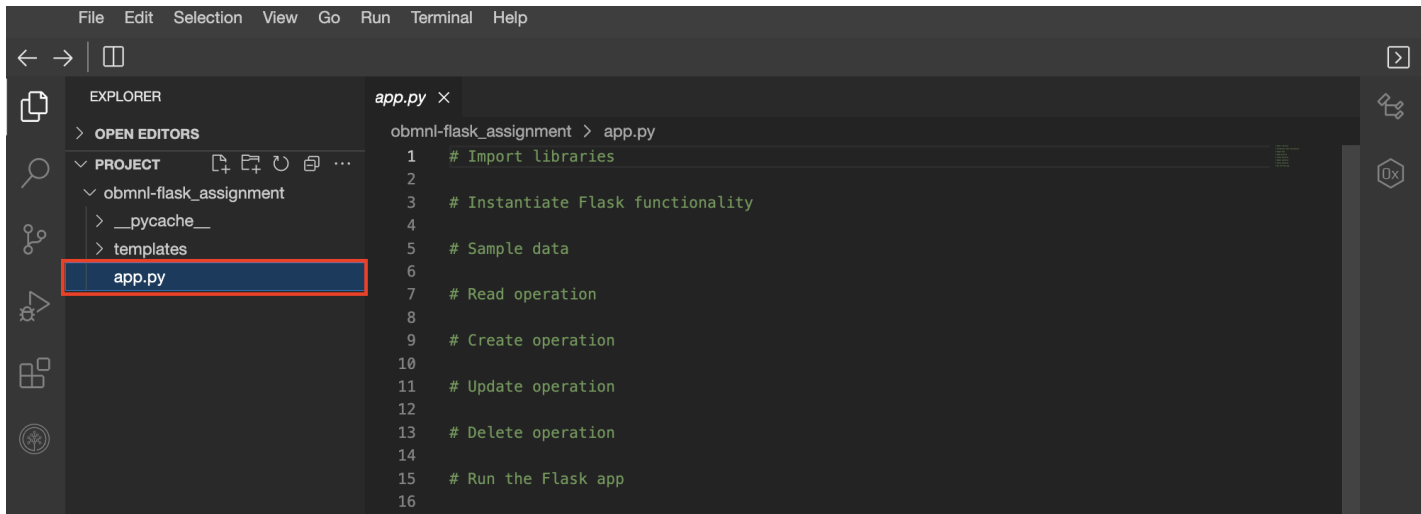 File Edit Selection View Go Run Terminal Help
EXPLORER
OPEN EDITORS
PROJECT
obmnl-flask_assignment
__pycache__
templates
app.py
app.py
obmnl-flask_assignment > app.py
1 # Import libraries
2
3 # Instantiate Flask functionality
4
5 # Sample data
6
7 # Read operation
8
9 # Create operation
10
11 # Update operation
12
13 # Delete operation
14
15 # Run the Flask app
16
0x